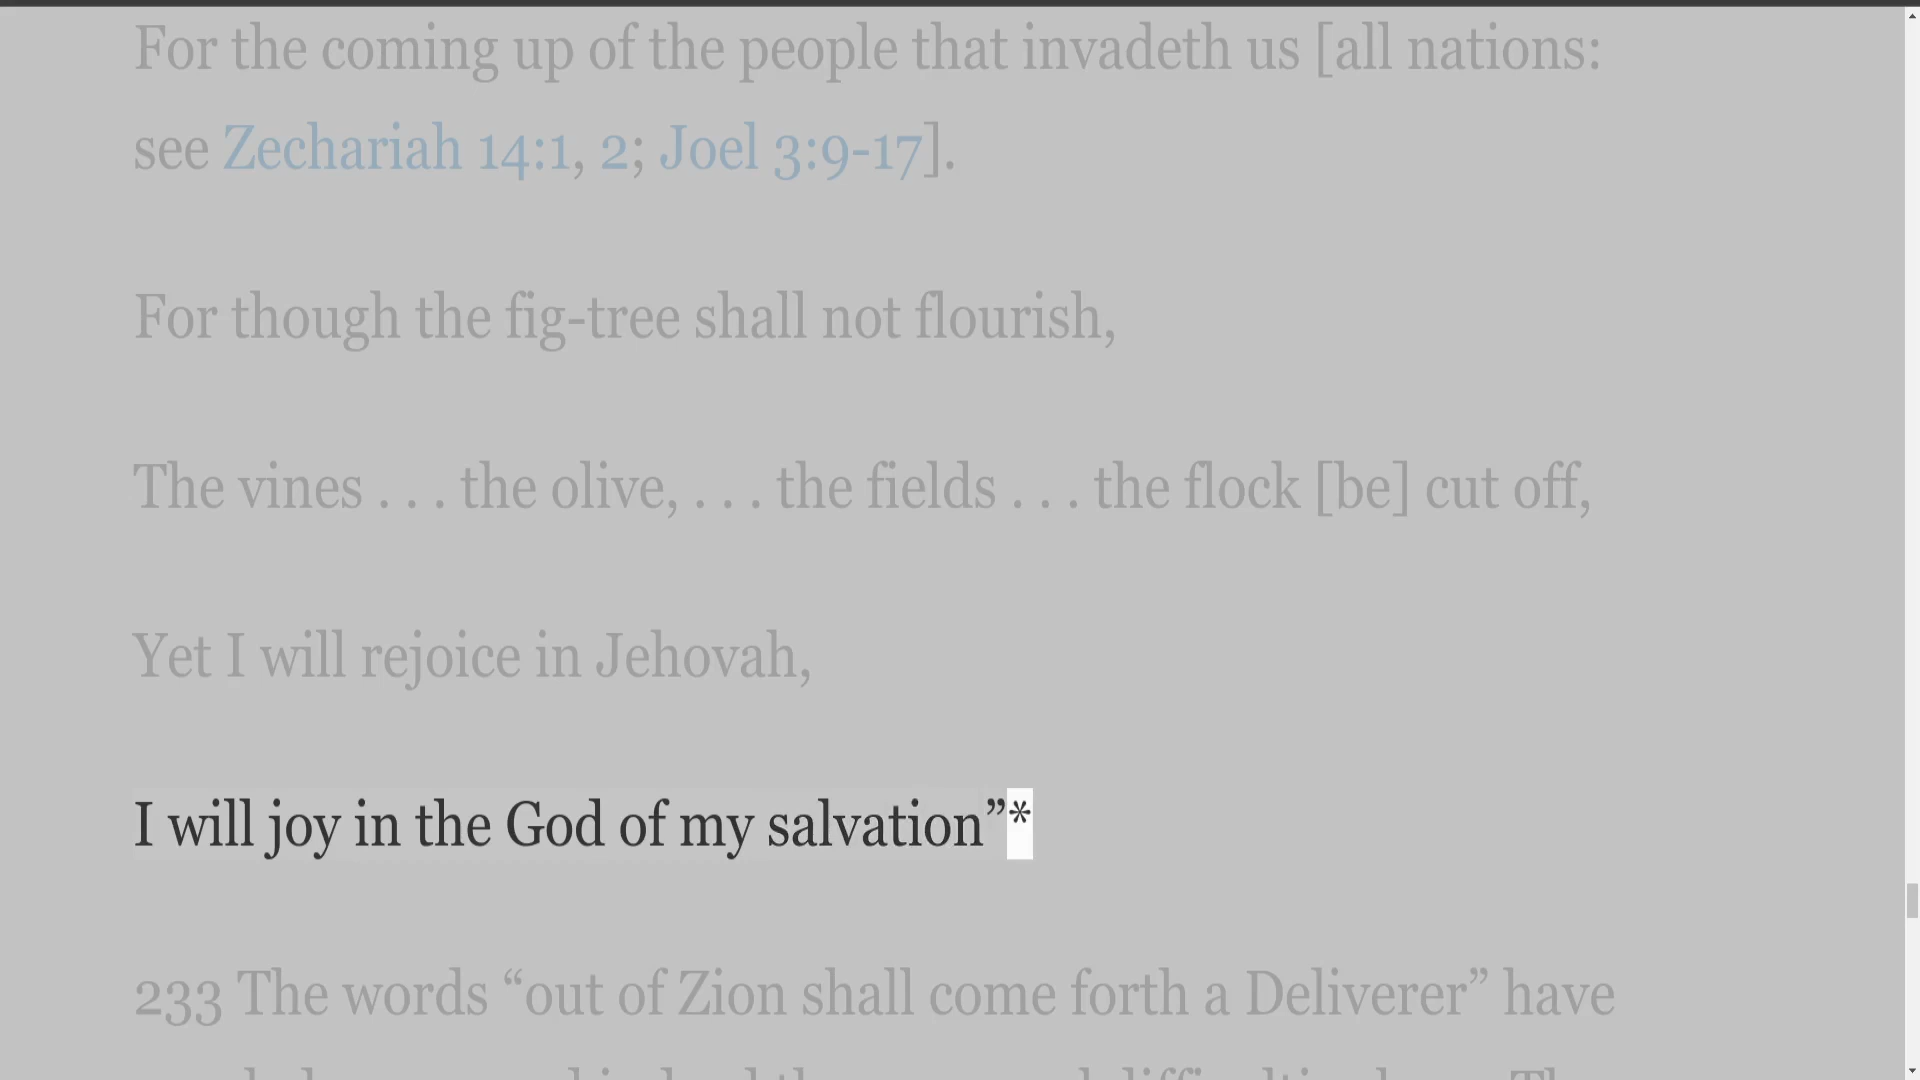 For the coming up of the people that invadeth us [all nations:
see Zechariah 14:1, 2; Joel 3:9-17].
For though the fig-tree shall not flourish,
The vines . . . the olive, . . . the fields . . . the flock [be] cut off,
Yet I will rejoice in Jehovah,
I will joy in the God of my salvation”*
233 The words “out of Zion shall come forth a Deliverer” have